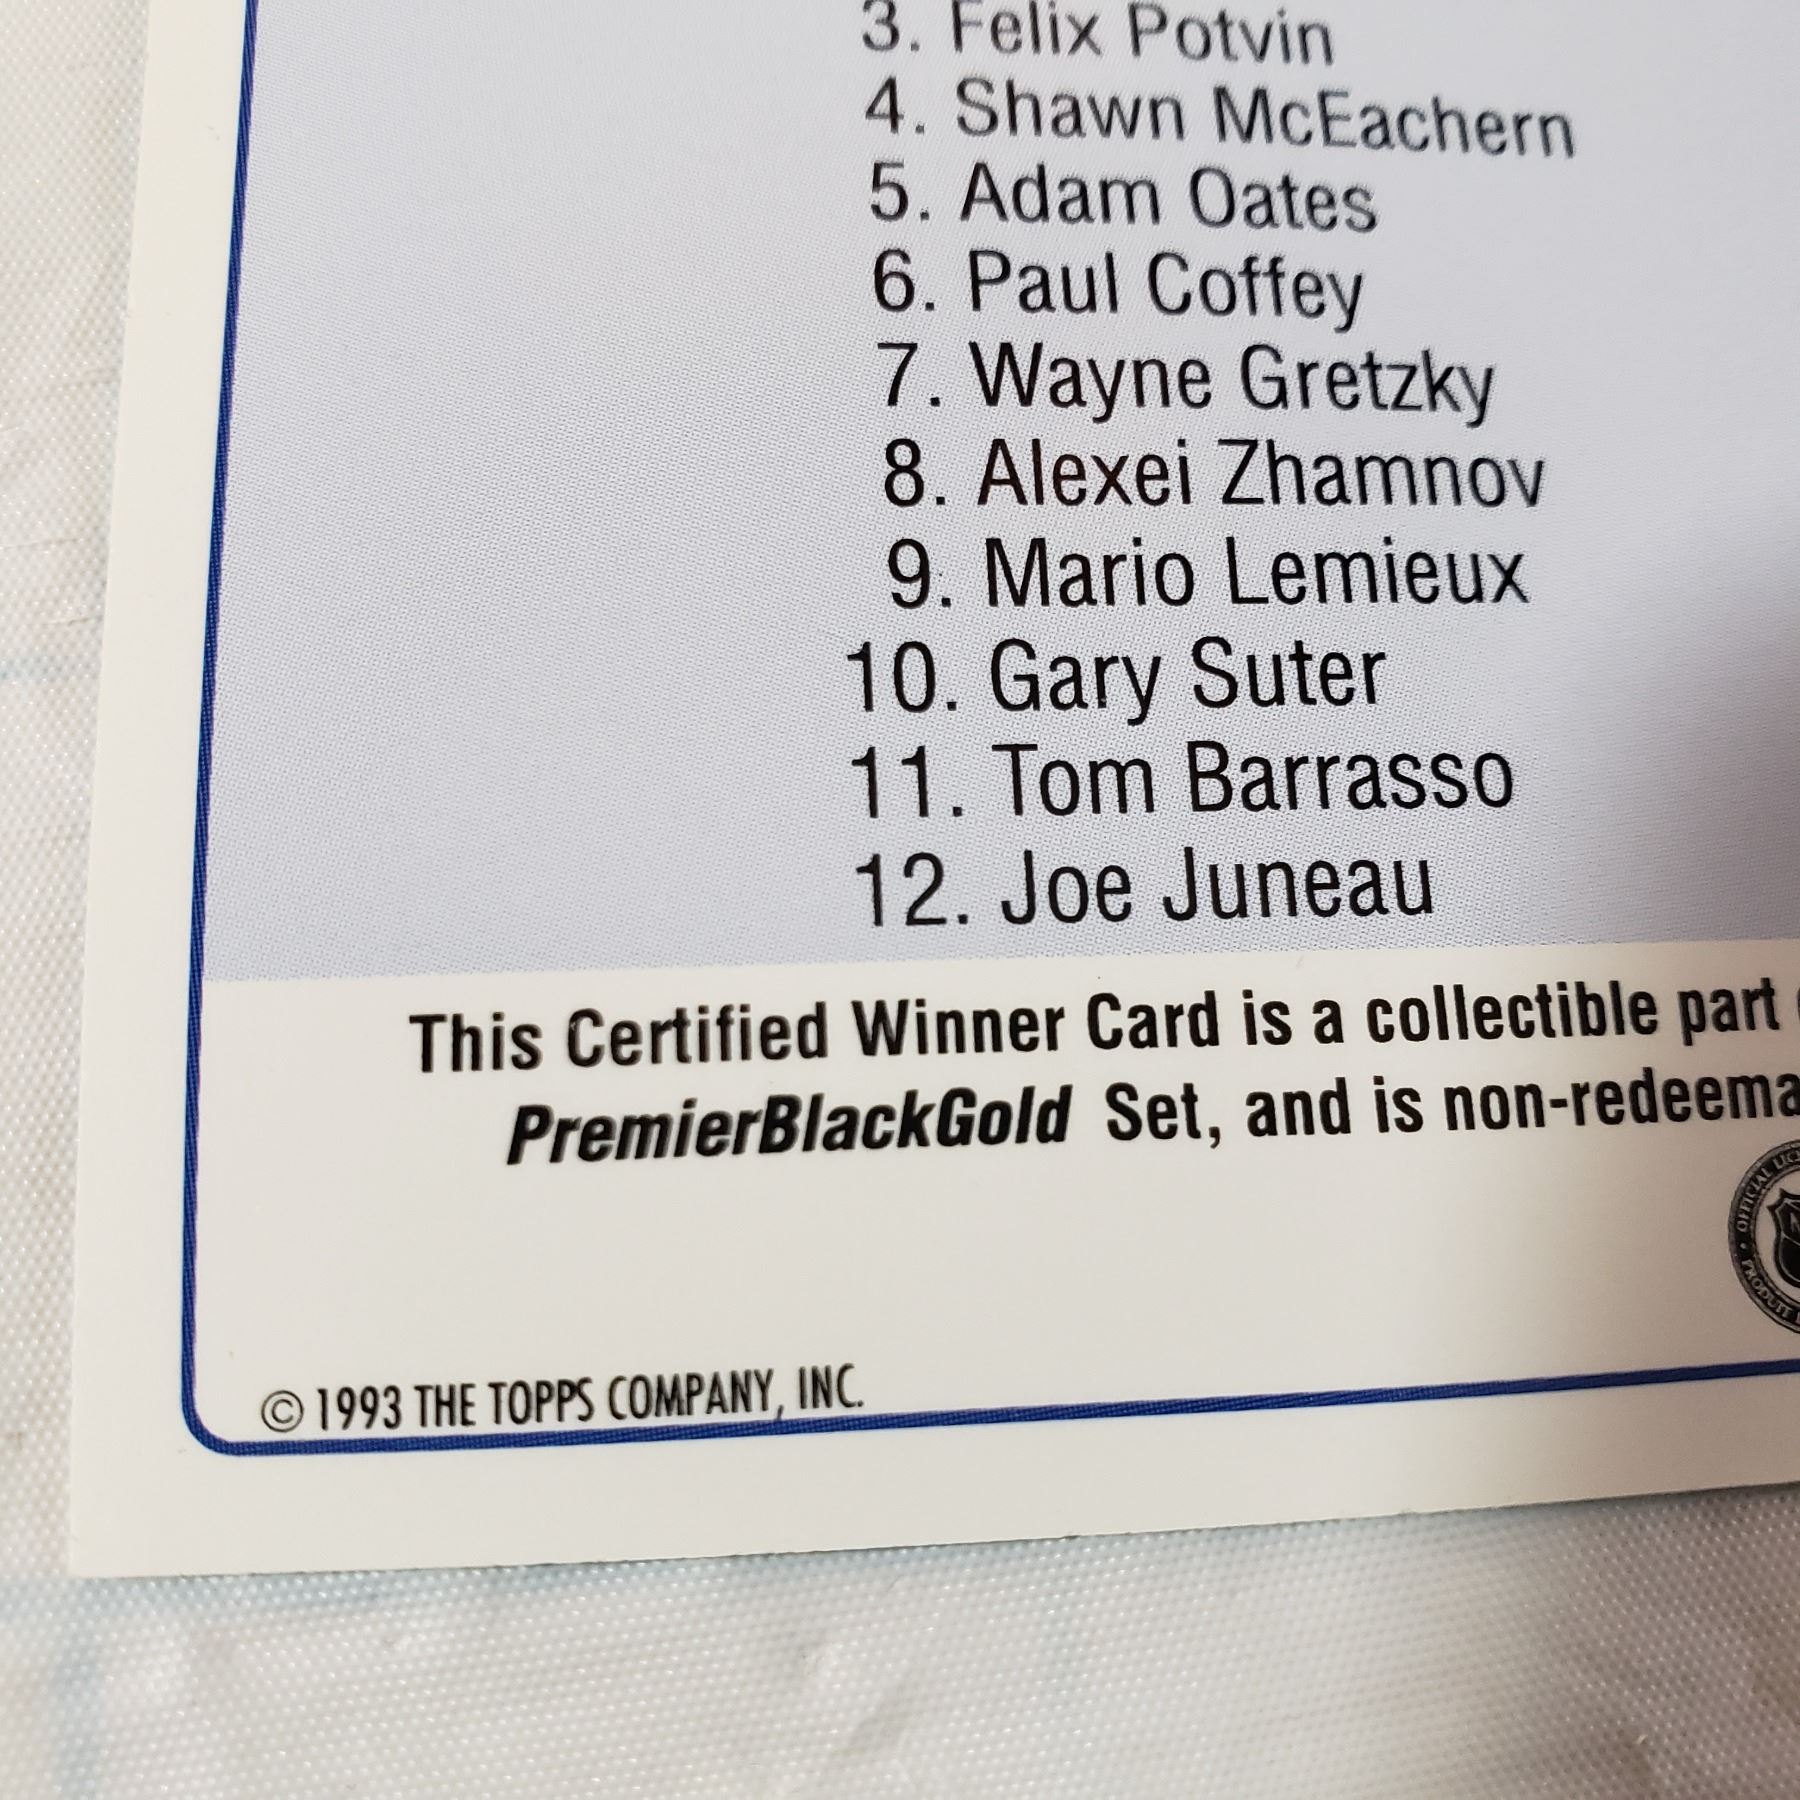 3. Felix Potvin
4. Shawn McEachern
5. Adam Oates
6. Paul Coffey
7. Wayne Gretzky
8. Alexei Zhamnov
9. Mario Lemieux
10. Gary Suter
11. Tom Barrasso
12. Joe Juneau
This Certified Winner Card is a collectible part
PremierBlackGold Set, and is non-redeema
OFFICIAL
© 1993 THE TOPPS COMPANY, INC.